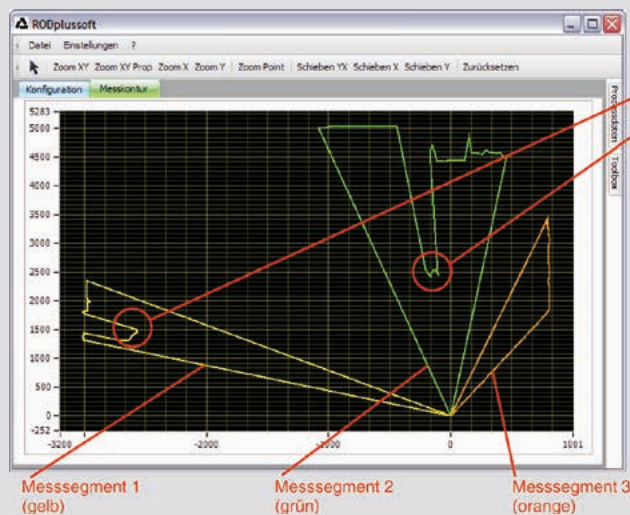 RODplussoft
Datei Einstellungen ?
Zoom XY Zoom XY Prop Zoom X Zoom Y Zoom Point Schieben YX Schieben X Schieben Y Zurücksetzen
Konfiguration Messkontur
Prozessdaten Toolbox
5283
5000
4500
4000
3500
3000
2500
2000
1500
1000
500
0
-252
-3200 -2000 -1000 0 1001
Messsegment 1 Messsegment 2 Messsegment 3
(gelb) (grün) (orange)